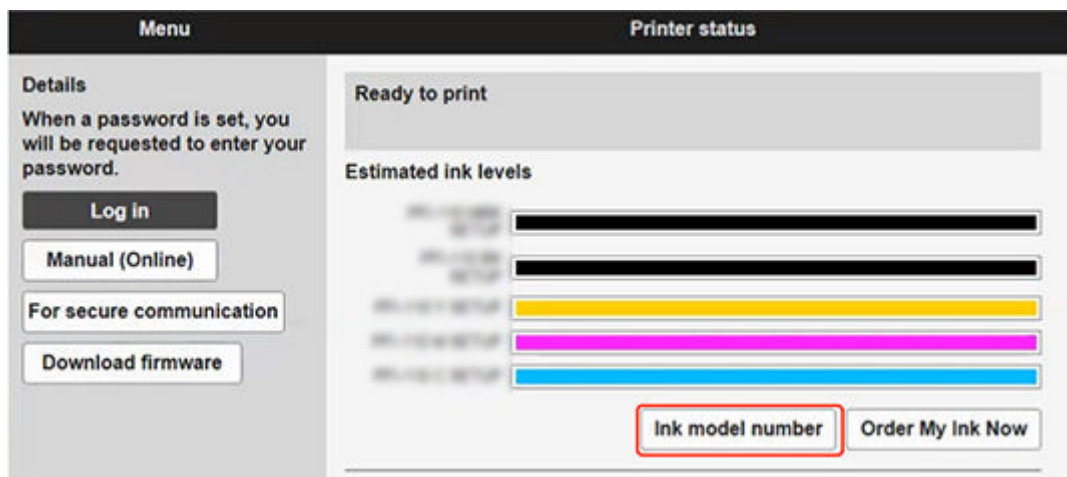 Menu
Printer status
Details
When a password is set, you
will be requested to enter your
password.
Log in
Manual (Online)
For secure communication
Download firmware
Ready to print
Estimated ink levels
Ink model number
Order My Ink Now